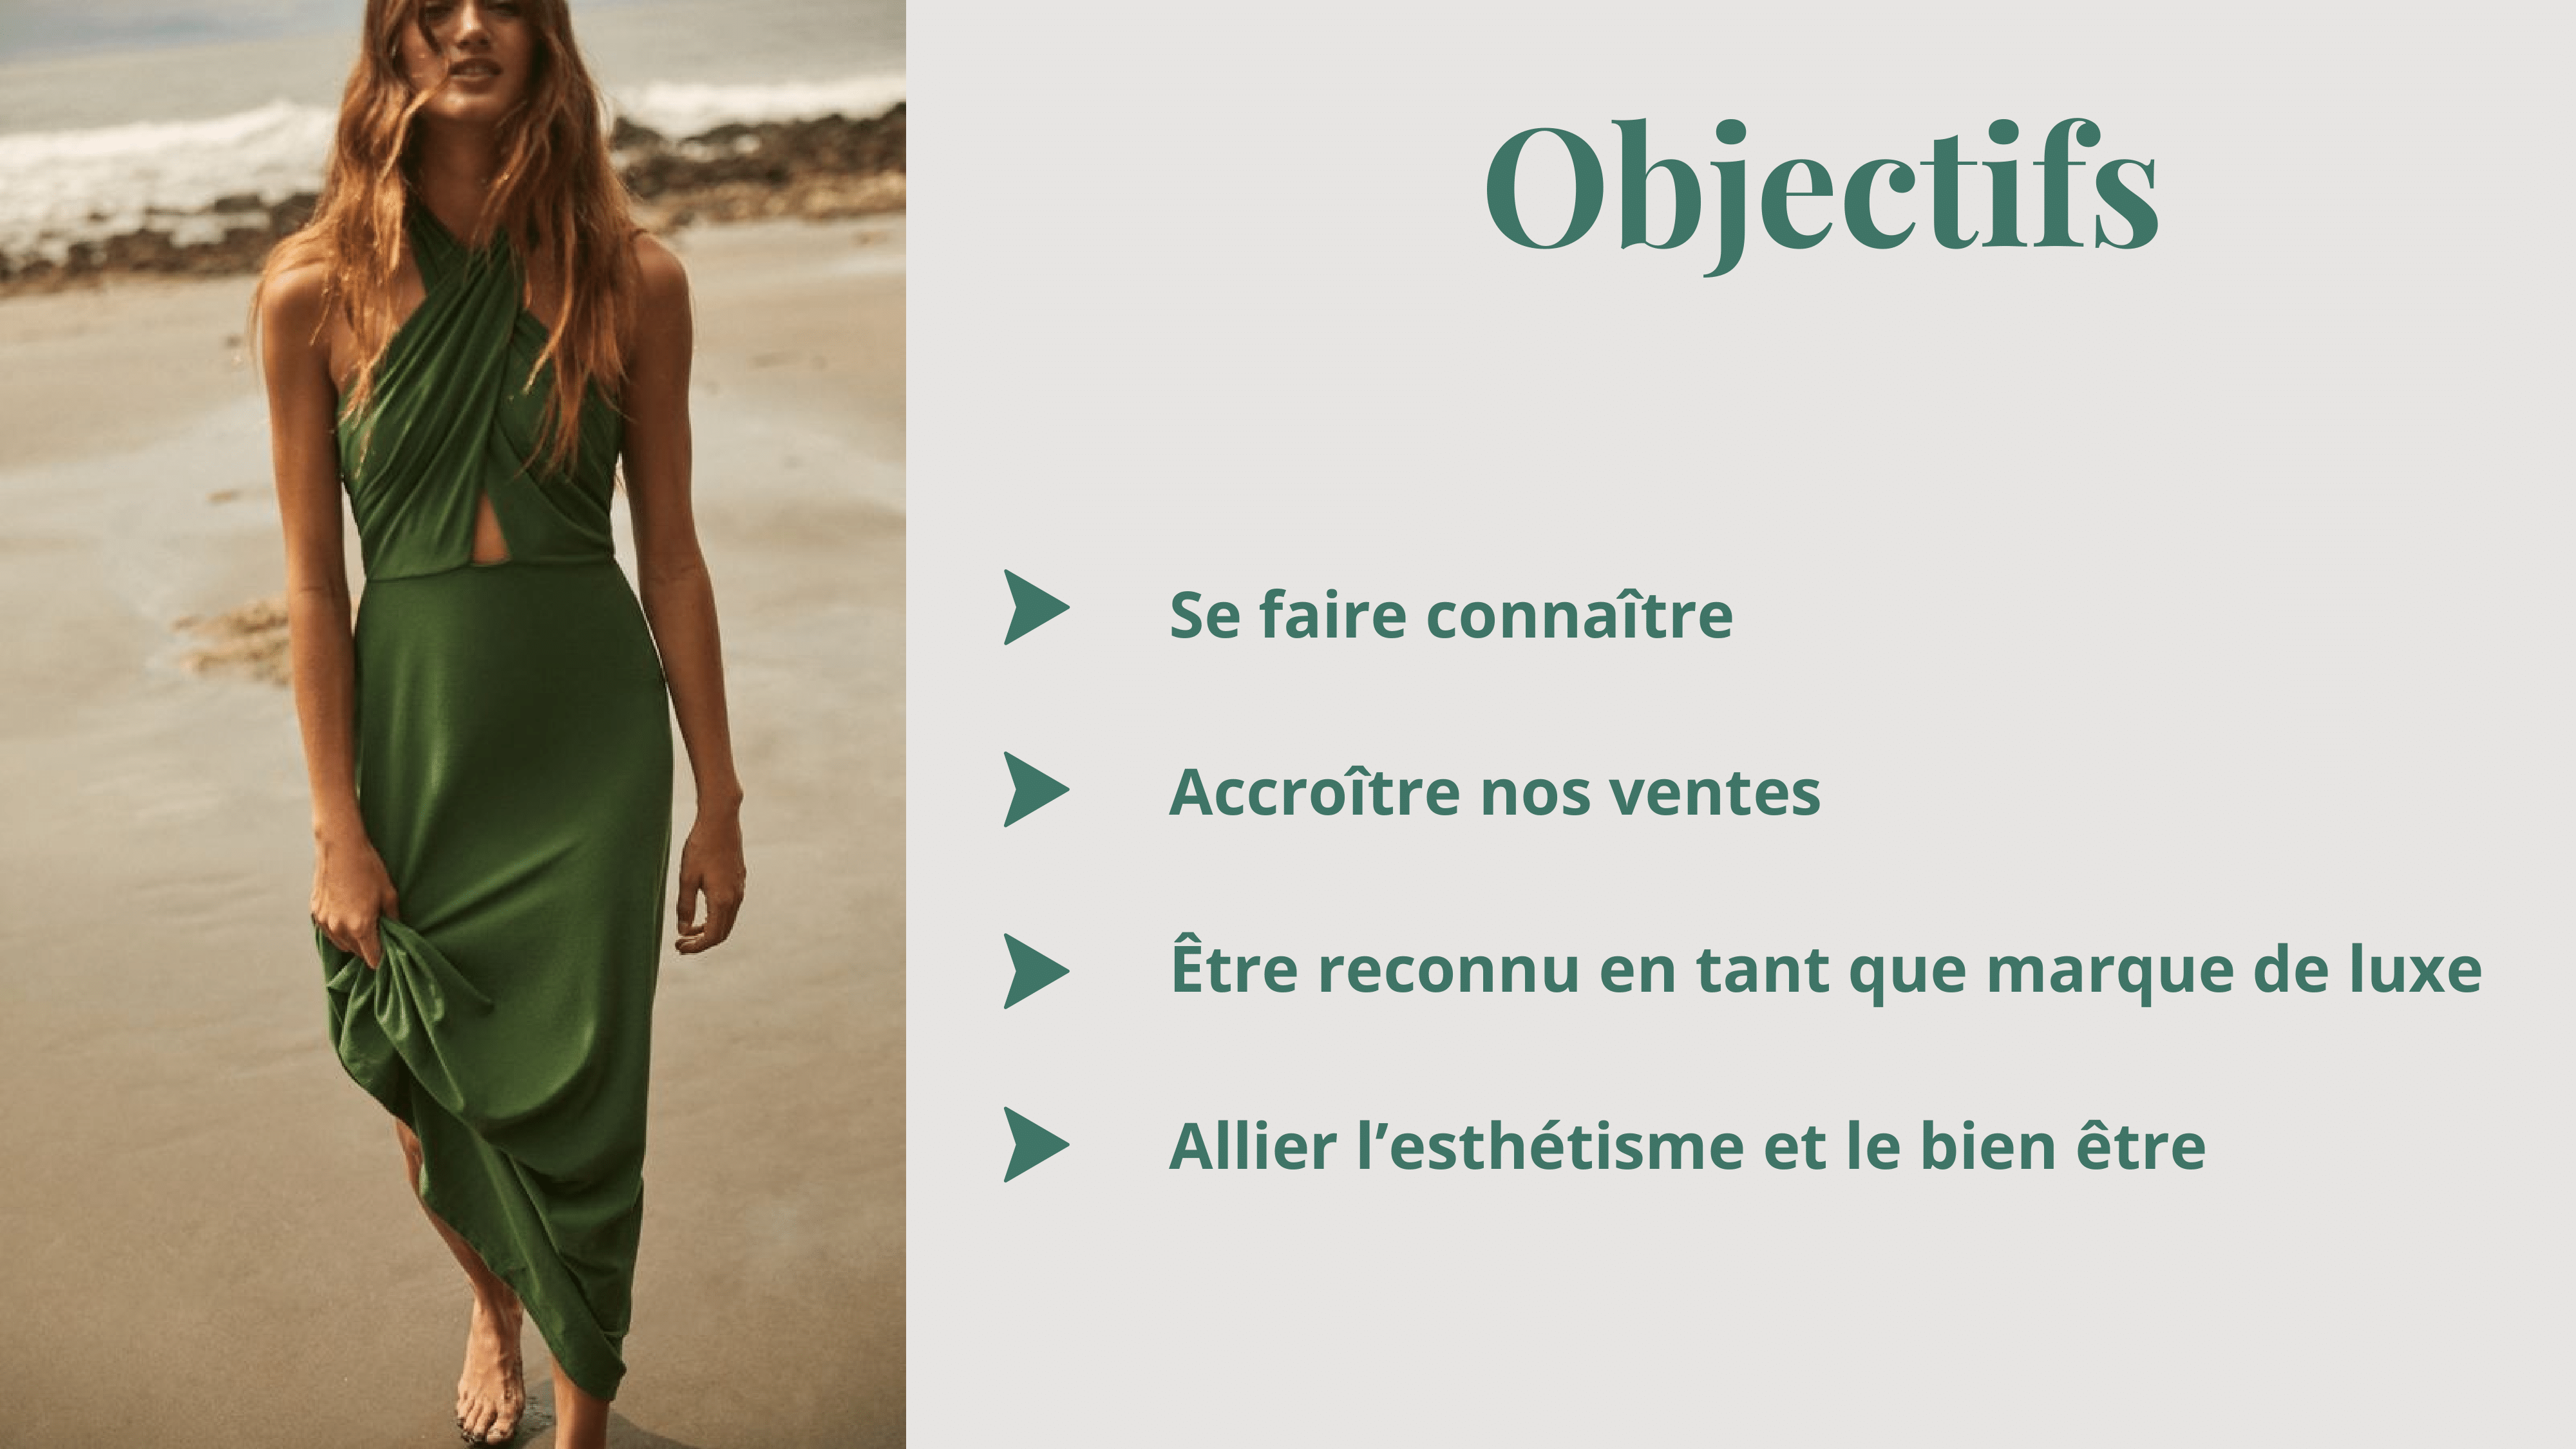 Objectifs
Se faire connaître
Accroître nos ventes
Être reconnu en tant que marque de luxe
Allier l’esthétisme et le bien être